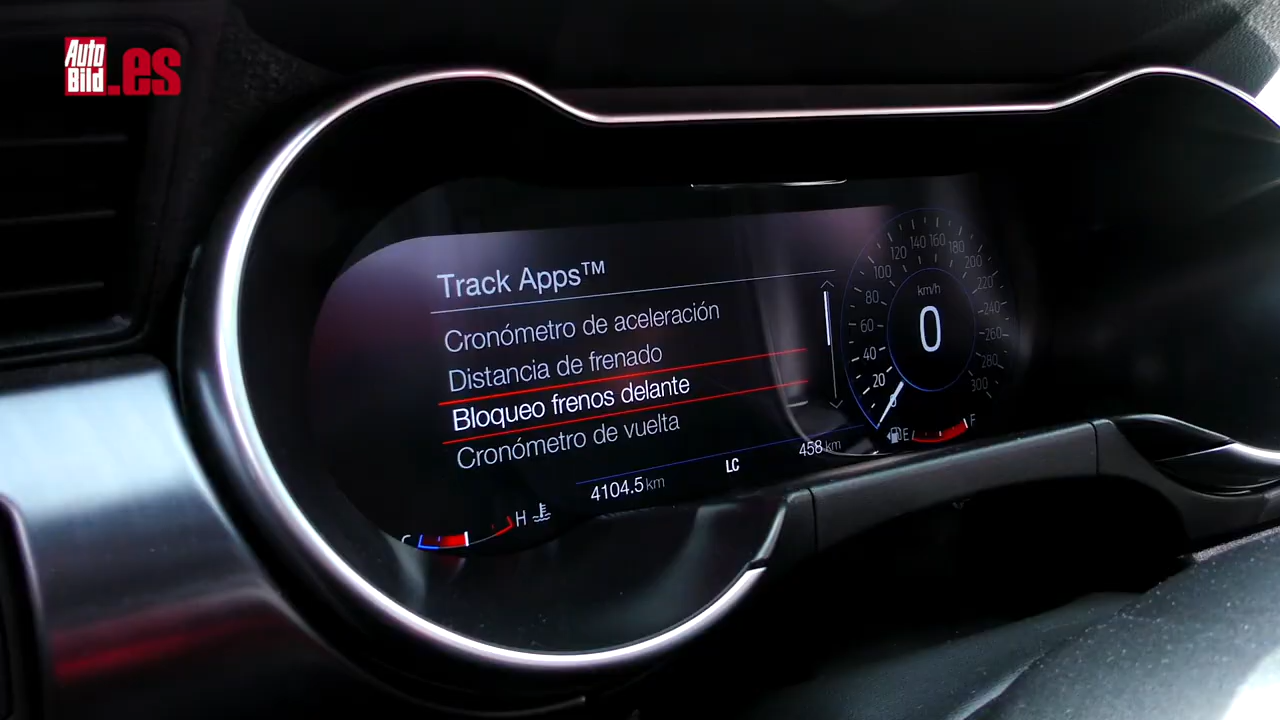 Auto
Bild
.es
Track Apps™
Cronómetro de aceleración
Distancia de frenado
Bloqueo frenos delante
Cronómetro de vuelta
4104.5 km
LC
458 km
H
km/h
0
0
20
40
60
80
100
120
140
160
180
200
220
240
260
280
300
E
F